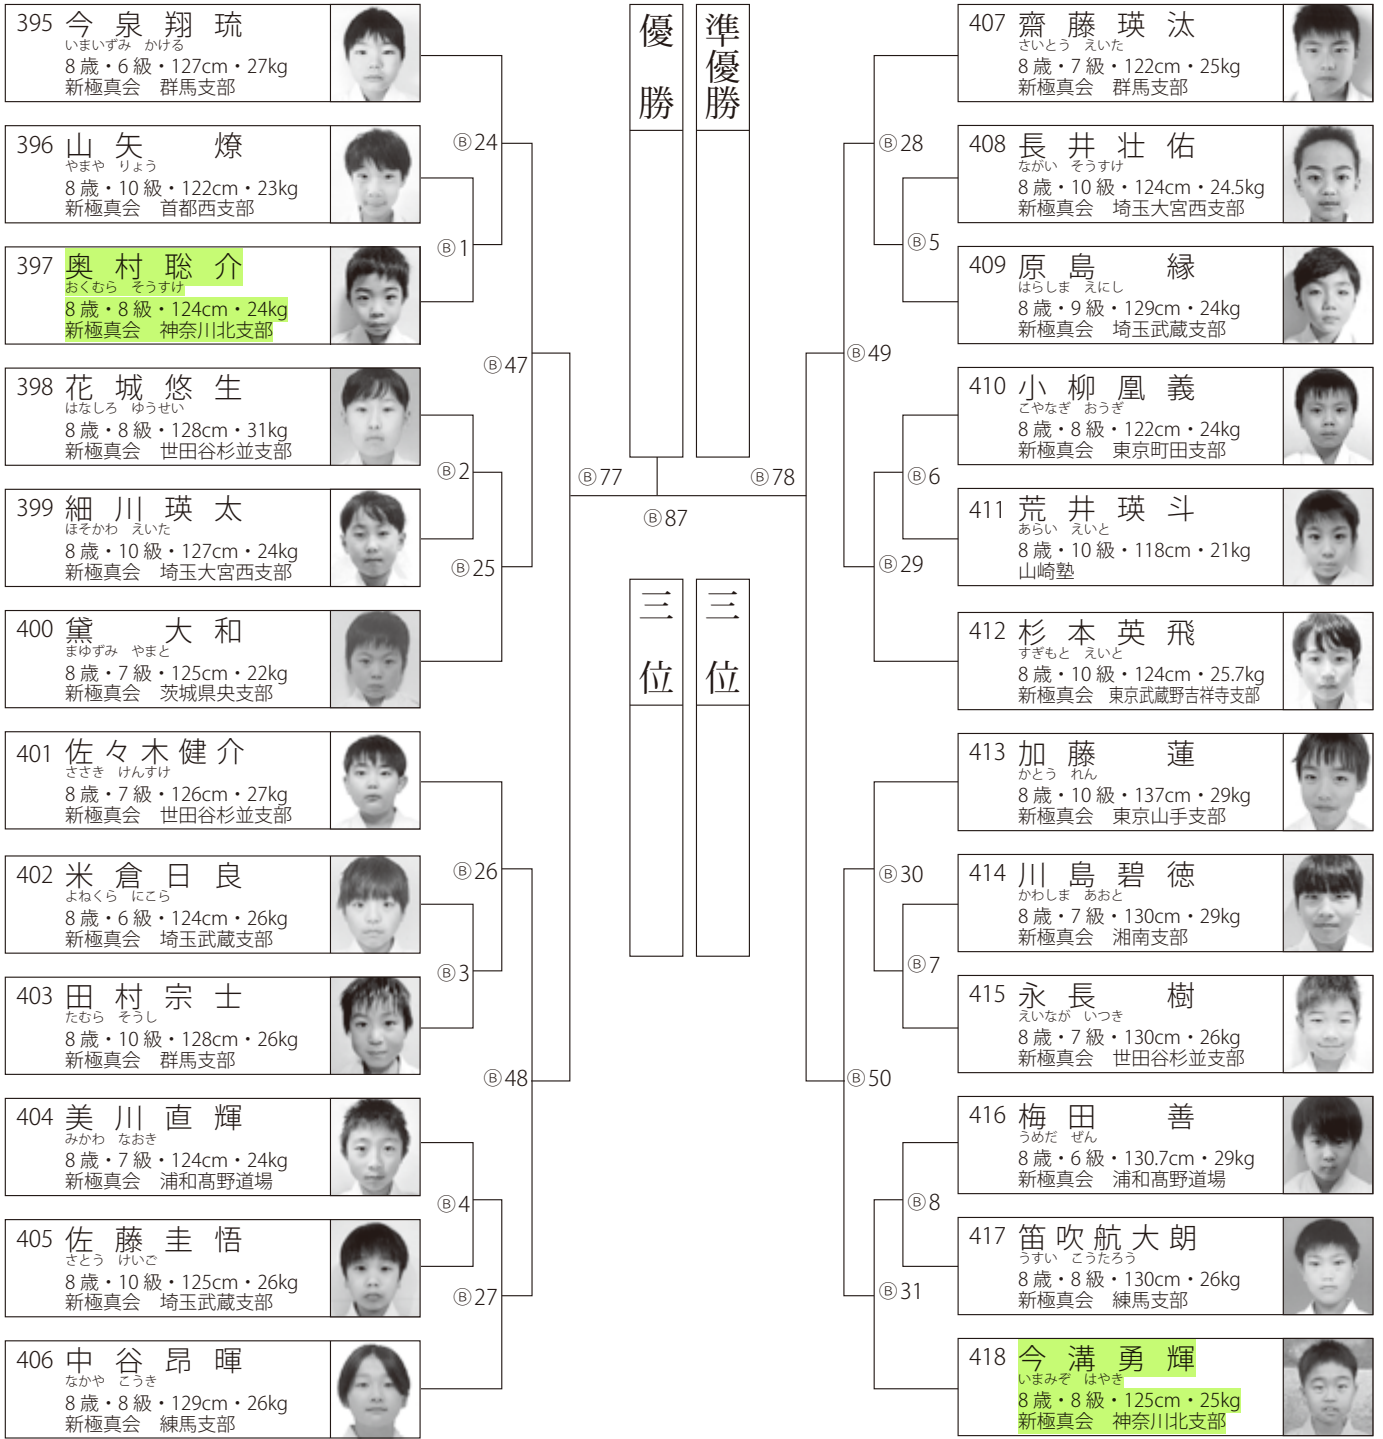 395 今泉翔琉
いまいずみ かける
8歳・6級・127cm・27kg
新極真会 群馬支部
396 山矢 燎
やまや りょう
8歳・10級・122cm・23kg
新極真会 首都西支部
397 奥村聡介
おくむら そうすけ
8歳・8級・124cm・24kg
新極真会 神奈川北支部
398 花城悠生
はなしろ ゆうせい
8歳・8級・128cm・31kg
新極真会 世田谷杉並支部
399 細川瑛太
ほそかわ えいた
8歳・10級・127cm・24kg
新極真会 埼玉大宮西支部
400 黛 大和
まゆずみ やまと
8歳・7級・125cm・22kg
新極真会 茨城県央支部
401 佐々木健介
ささき けんすけ
8歳・7級・126cm・27kg
新極真会 世田谷杉並支部
402 米倉日良
よねくら にこら
8歳・6級・124cm・26kg
新極真会 埼玉武蔵支部
403 田村宗士
たむら そうし
8歳・10級・128cm・26kg
新極真会 群馬支部
404 美川直輝
みかわ なおき
8歳・7級・124cm・24kg
新極真会 浦和髙野道場
405 佐藤圭悟
さとう けいご
8歳・10級・125cm・26kg
新極真会 埼玉武蔵支部
406 中谷昂暉
なかや こうき
8歳・8級・129cm・26kg
新極真会 練馬支部
Ⓑ24
Ⓑ1
Ⓑ47
Ⓑ2
Ⓑ25
Ⓑ26
Ⓑ3
Ⓑ48
Ⓑ4
Ⓑ27
優勝
準優勝
Ⓑ77
Ⓑ78
Ⓑ87
三位
三位
Ⓑ28
Ⓑ5
Ⓑ49
Ⓑ6
Ⓑ29
Ⓑ30
Ⓑ7
Ⓑ50
Ⓑ8
Ⓑ31
407 齋藤瑛汰
さいとう えいた
8歳・7級・122cm・25kg
新極真会 群馬支部
408 長井壮佑
ながい そうすけ
8歳・10級・124cm・24.5kg
新極真会 埼玉大宮西支部
409 原島 縁
はらしま えにし
8歳・9級・129cm・24kg
新極真会 埼玉武蔵支部
410 小柳凰義
こやなぎ おうぎ
8歳・8級・122cm・24kg
新極真会 東京町田支部
411 荒井瑛斗
あらい えいと
8歳・10級・118cm・21kg
山崎塾
412 杉本英飛
すぎもと えいと
8歳・10級・124cm・25.7kg
新極真会 東京武蔵野吉祥寺支部
413 加藤 蓮
かとう れん
8歳・10級・137cm・29kg
新極真会 東京山手支部
414 川島碧徳
かわしま あおと
8歳・7級・130cm・29kg
新極真会 湘南支部
415 永長 樹
えいなが いつき
8歳・7級・130cm・26kg
新極真会 世田谷杉並支部
416 梅田 善
うめだ ぜん
8歳・6級・130.7cm・29kg
新極真会 浦和髙野道場
417 笛吹航大朗
うすい こうたろう
8歳・8級・130cm・26kg
新極真会 練馬支部
418 今溝勇輝
いまみぞ はやき
8歳・8級・125cm・25kg
新極真会 神奈川北支部